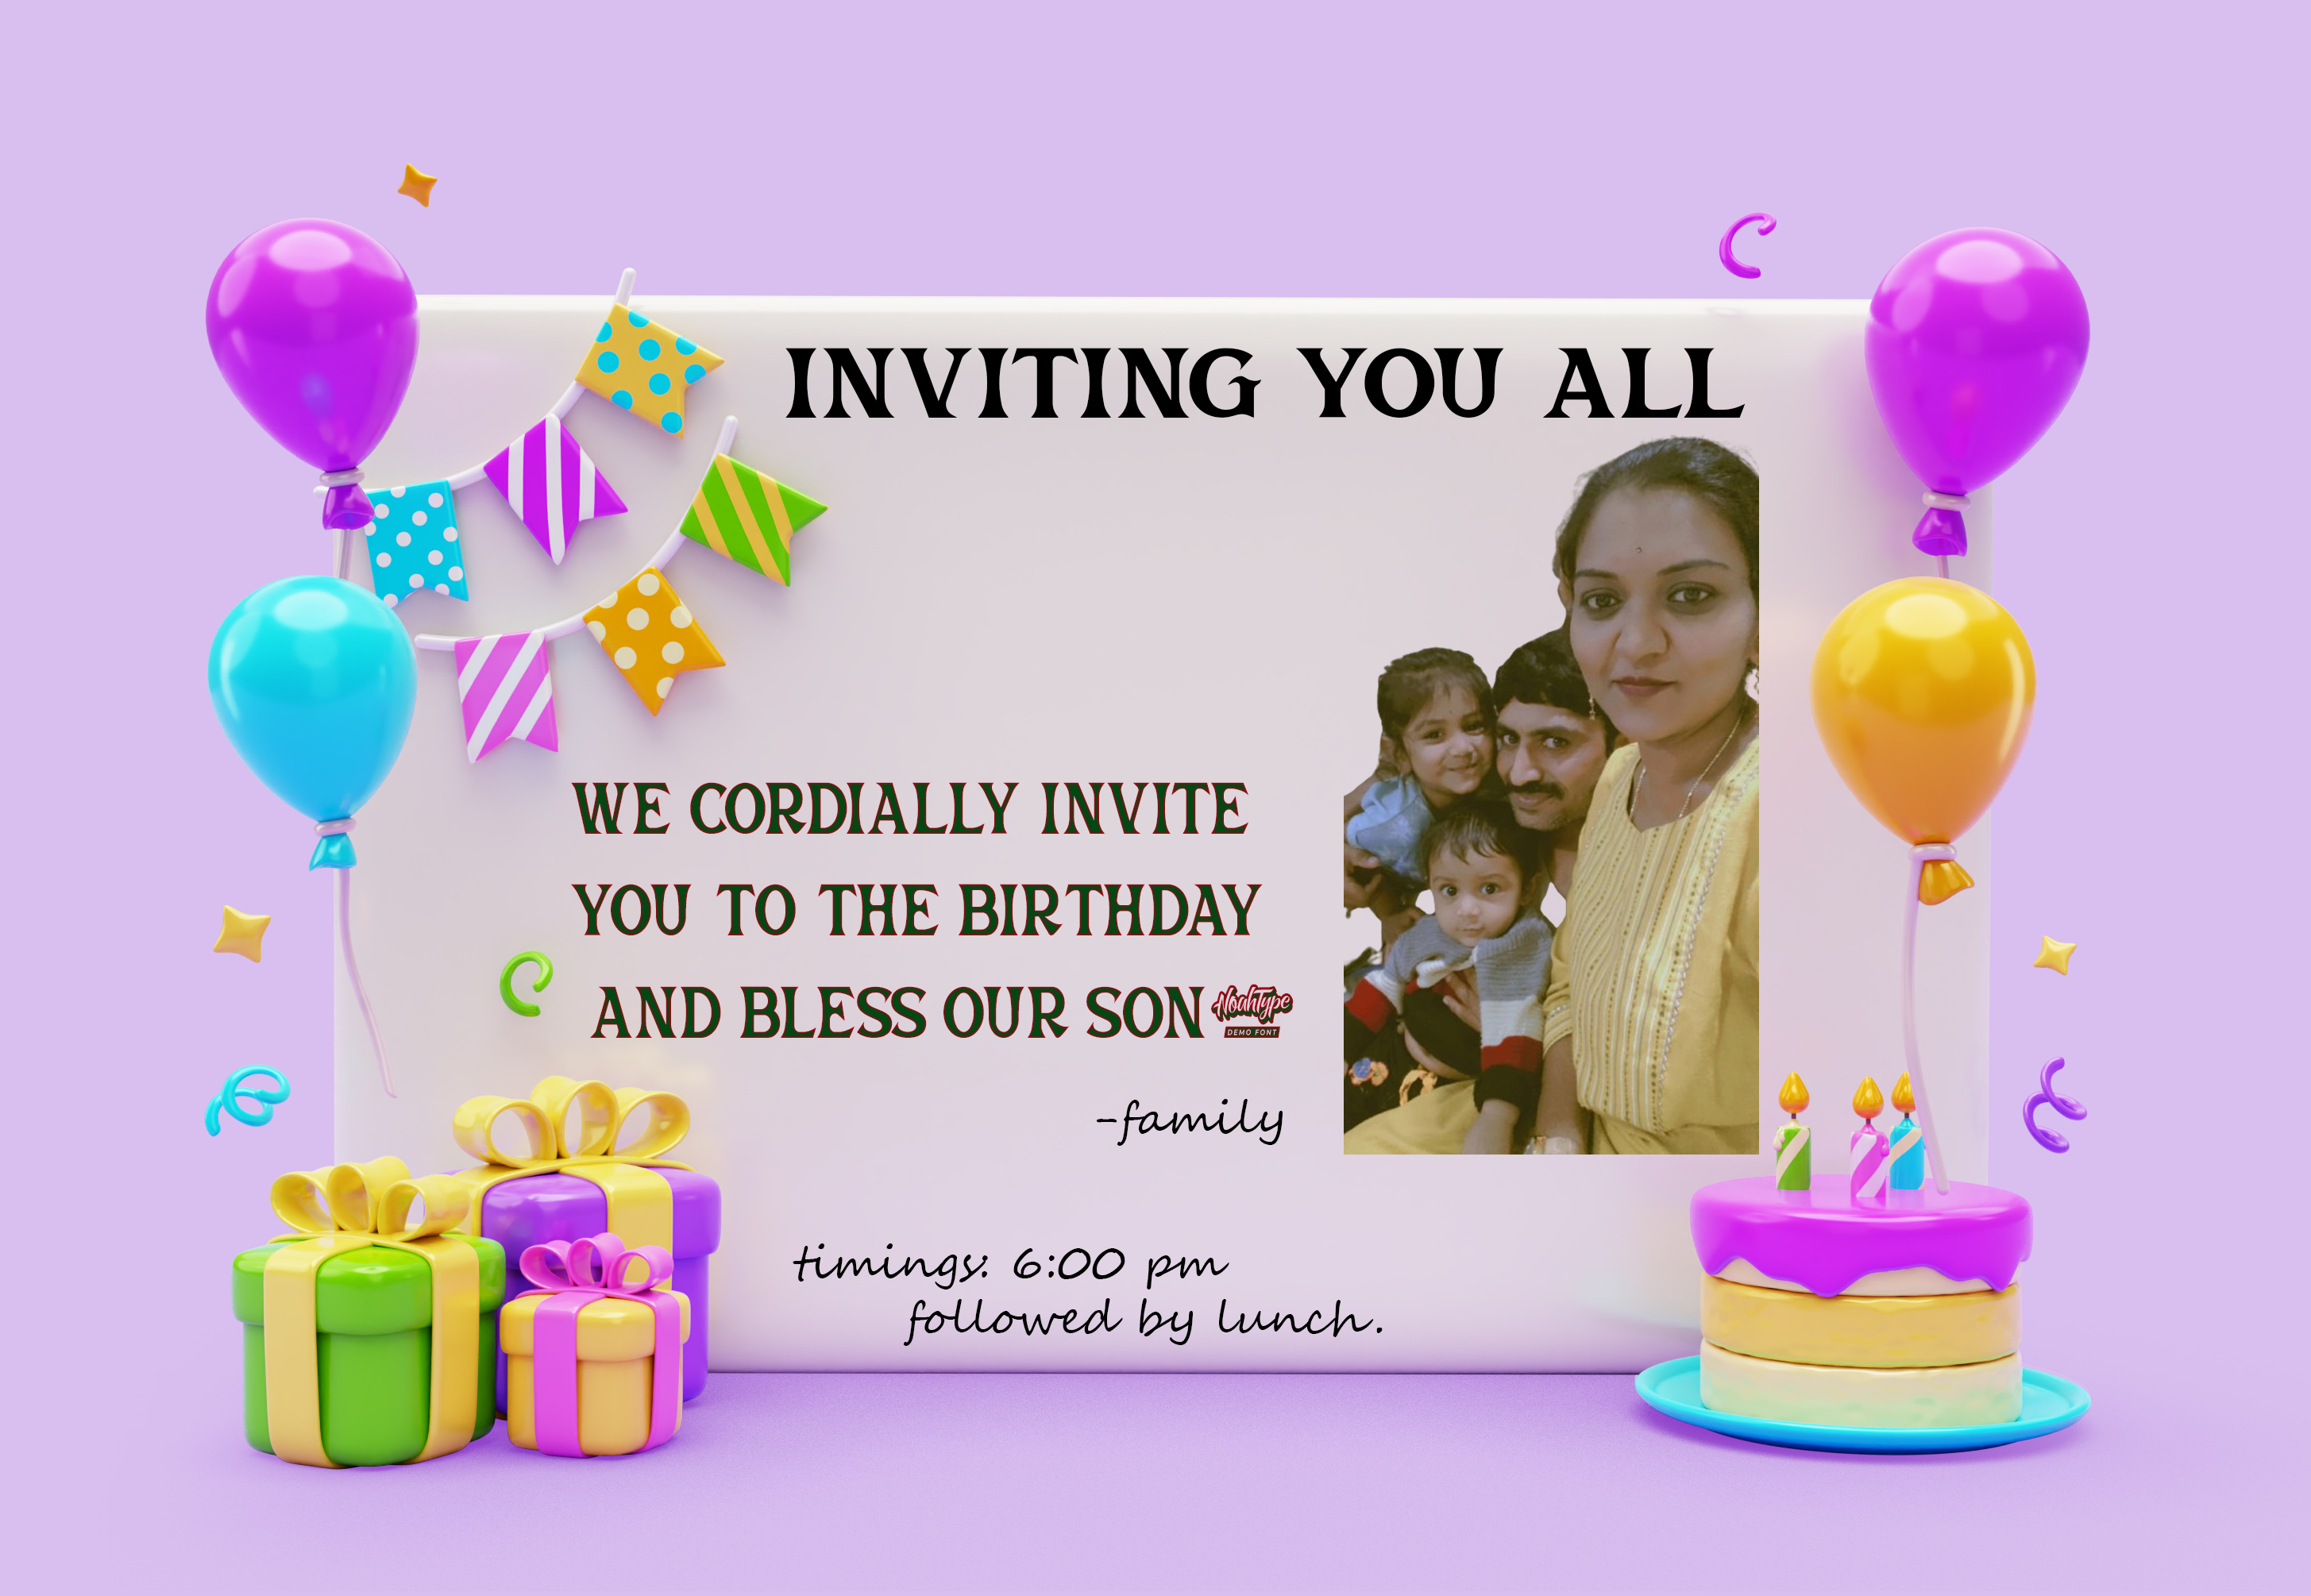 INVITING YOU ALL
WE CORDIALLY INVITE
YOU TO THE BIRTHDAY
AND BLESS OUR SON NoahType
DEMO FONT
-family
timings: 6:00 pm
followed by lunch.